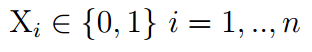 X_i ∈ {0, 1} i = 1, .., n